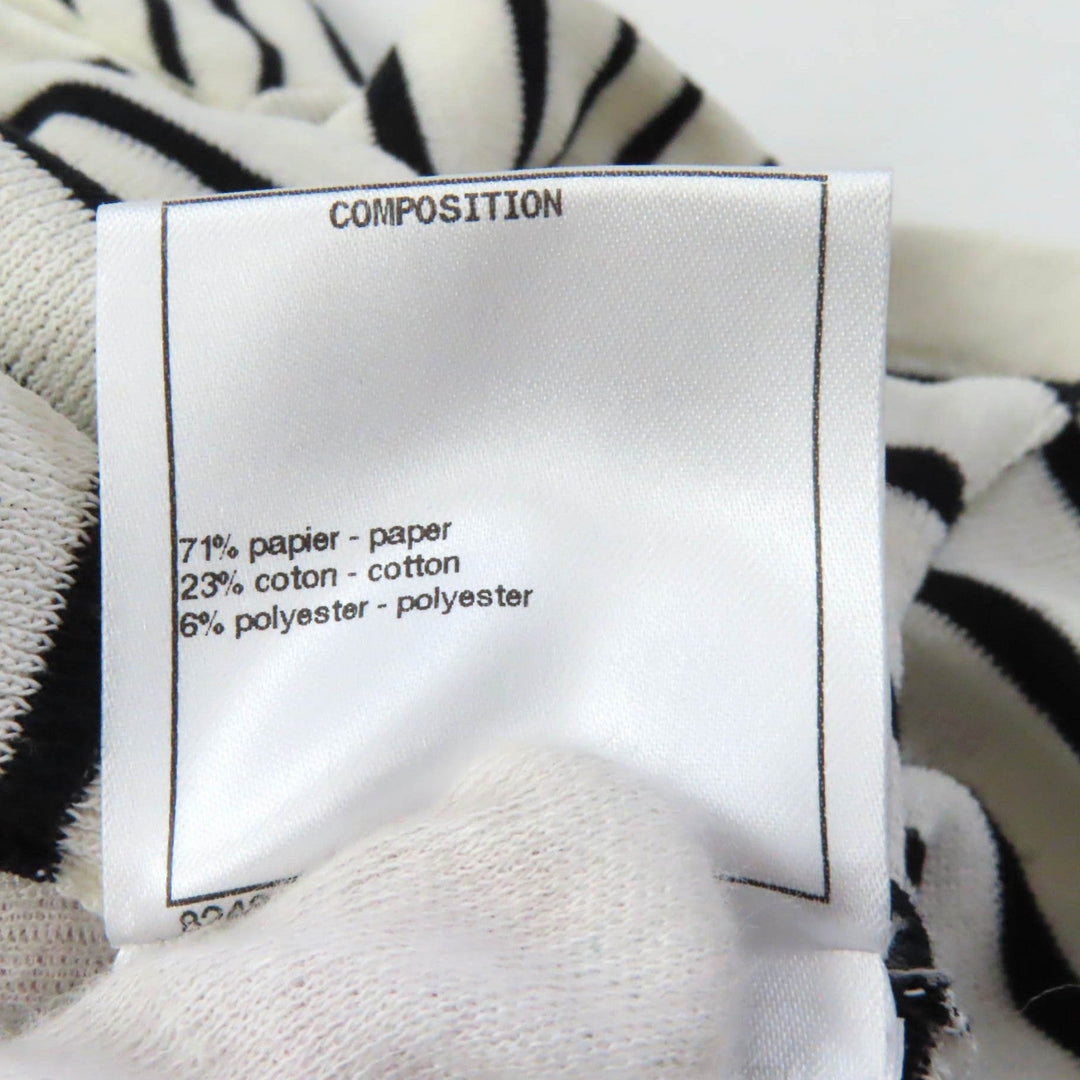 COMPOSITION
71% papier - paper
23% coton - cotton
6% polyester - polyester